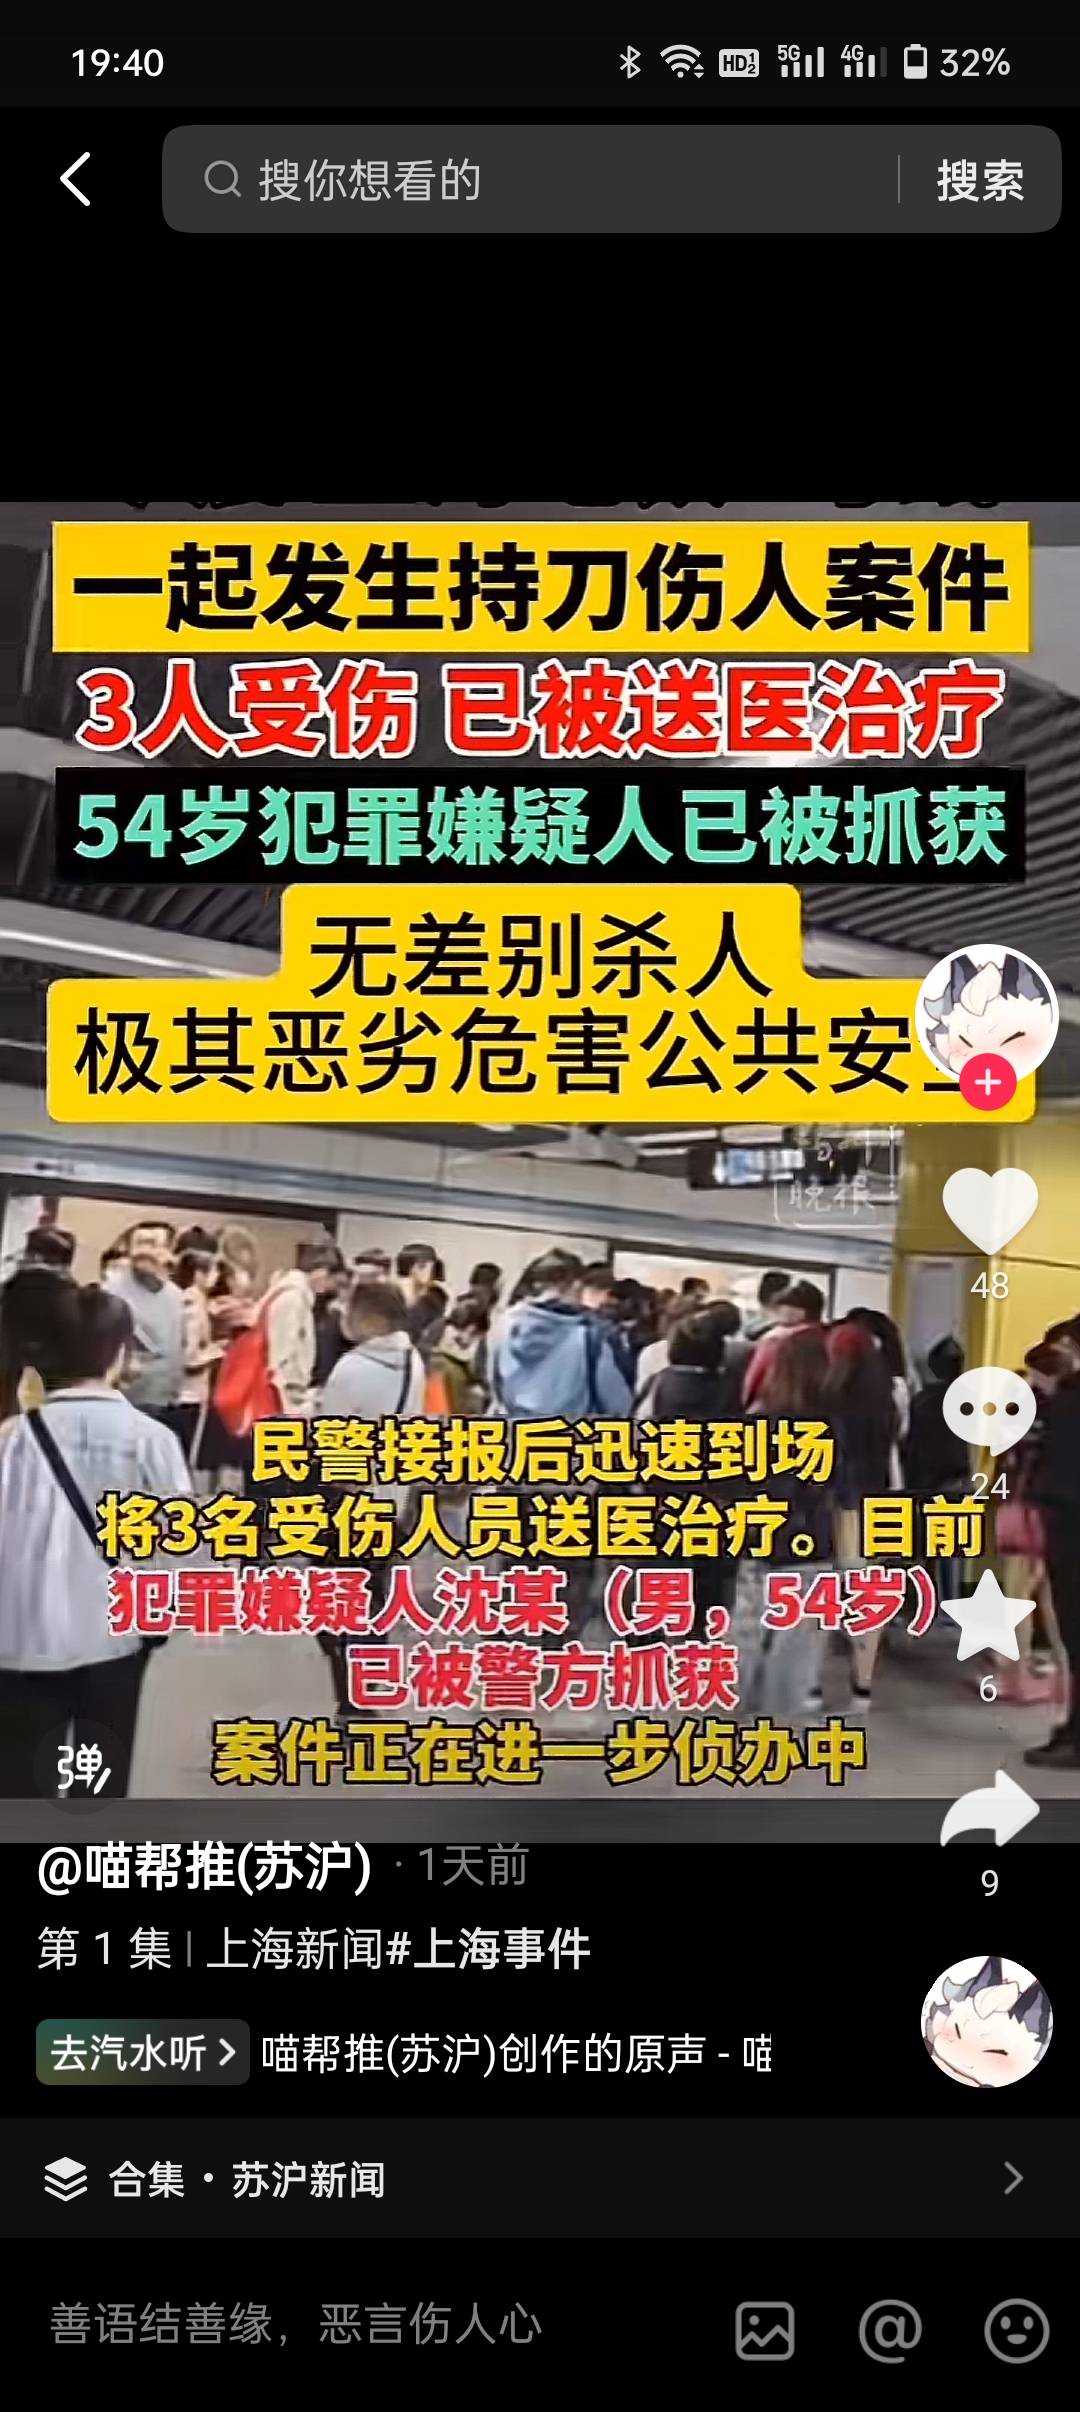 19:40
HD 1 2 5G 4G 32%
搜你想看的
搜索
一起发生持刀伤人案件
3人受伤 已被送医治疗
54岁犯罪嫌疑人已被抓获
无差别杀人
极其恶劣危害公共安
晚报
48
24
民警接报后迅速到场
将3名受伤人员送医治疗。目前
犯罪嫌疑人沈某（男，54岁）
已被警方抓获
案件正在进一步侦办中
6
弹
9
@喵帮推(苏沪) · 1天前
第 1 集 | 上海新闻#上海事件
去汽水听 > 喵帮推(苏沪)创作的原声 - 喵
合集 · 苏沪新闻
善语结善缘，恶言伤人心